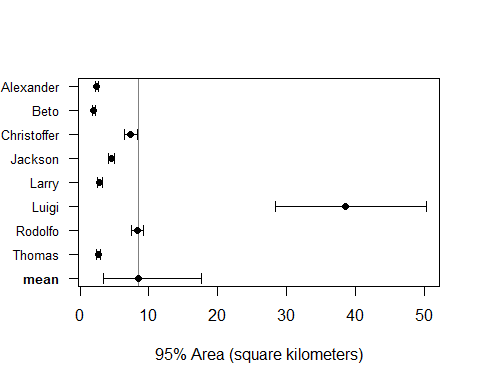 Alexander
Beto
Christoffer
Jackson
Larry
Luigi
Rodolfo
Thomas
mean
0 10 20 30 40 50
95% Area (square kilometers)